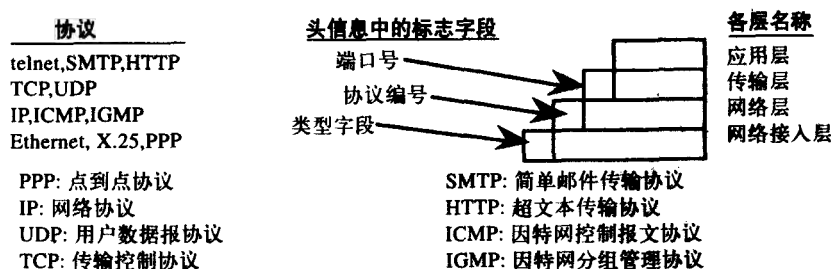 协议
头信息中的标志字段
各层名称
telnet,SMTP,HTTP
TCP,UDP
IP,ICMP,IGMP
Ethernet, X.25,PPP
端口号
协议编号
类型字段
应用层
传输层
网络层
网络接入层
PPP: 点到点协议
IP: 网络协议
UDP: 用户数据报协议
TCP: 传输控制协议
SMTP: 简单邮件传输协议
HTTP: 超文本传输协议
ICMP: 因特网控制报文协议
IGMP: 因特网分组管理协议